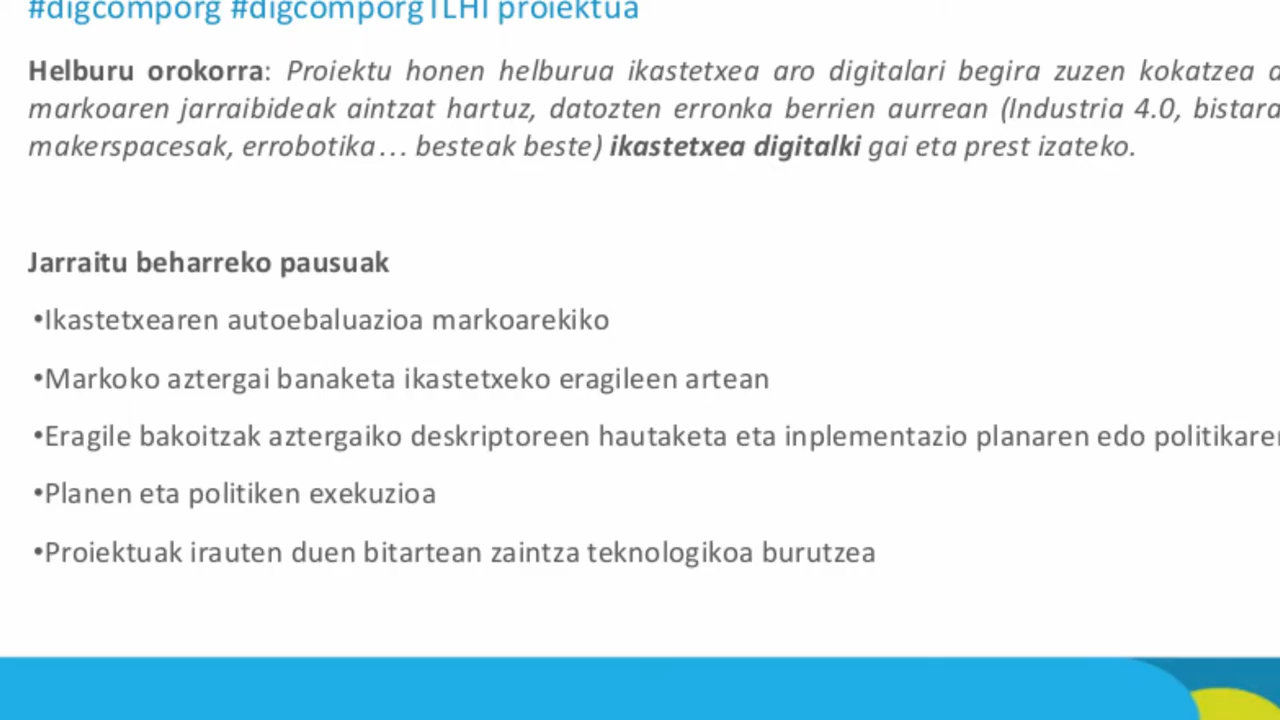 #digcomporg #digcomporgTLHI proiektua
Helburu orokorra: Proiektu honen helburua ikastetxea aro digitalari begira zuzen kokatzea
markoaren jarraibideak aintzat hartuz, datozten erronka berrien aurrean (Industria 4.0,
makerspacesak, errobotika... besteak beste) ikastetxea digitalki gai eta prest izateko.
Jarraitu beharreko pausuak
•Ikastetxearen autoebaluazioa markoarekiko
•Markoko aztergai banaketa ikastetxeko eragileen artean
•Eragile bakoitzak aztergaiko deskriptoreen hautaketa eta inplementazio planaren edo
•Planen eta politiken exekuzioa
•Proiektuak irauten duen bitartean zaintza teknologikoa burutzea